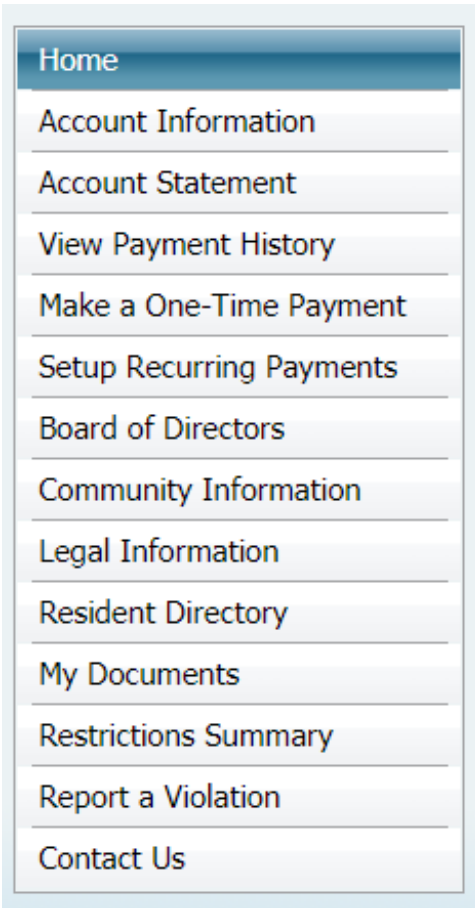 Home
Account Information
Account Statement
View Payment History
Make a One-Time Payment
Setup Recurring Payments
Board of Directors
Community Information
Legal Information
Resident Directory
My Documents
Restrictions Summary
Report a Violation
Contact Us